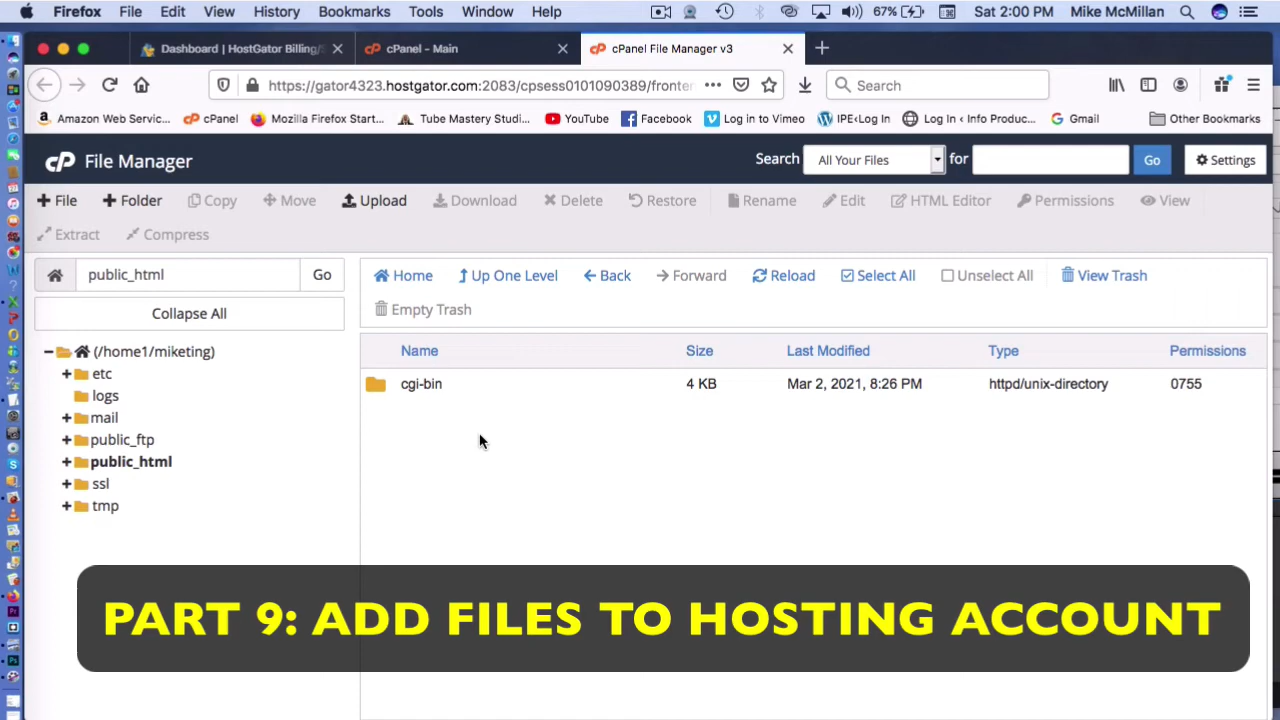 Firefox File Edit View History Bookmarks Tools Window Help 67% Sat 2:00 PM Mike McMillan
Dashboard | HostGator Billing/ cPanel - Main cPanel File Manager v3
https://gator4323.hostgator.com:2083/cpsess0101090389/fronter Search
Amazon Web Servic... cPanel Mozilla Firefox Start... Tube Mastery Studi... YouTube Facebook Log in to Vimeo IPE‹Log In Log In ‹ Info Produc... Gmail Other Bookmarks
cP File Manager Search All Your Files for Go Settings
+ File + Folder Copy Move Upload Download Delete Restore Rename Edit HTML Editor Permissions View
Extract Compress
public_html Go Home Up One Level Back Forward Reload Select All Unselect All View Trash
Collapse All Empty Trash
Name Size Last Modified Type Permissions
(/home1/miketing)
cgi-bin 4 KB Mar 2, 2021, 8:26 PM httpd/unix-directory 0755
etc
logs
mail
public_ftp
public_html
ssl
tmp
PART 9: ADD FILES TO HOSTING ACCOUNT